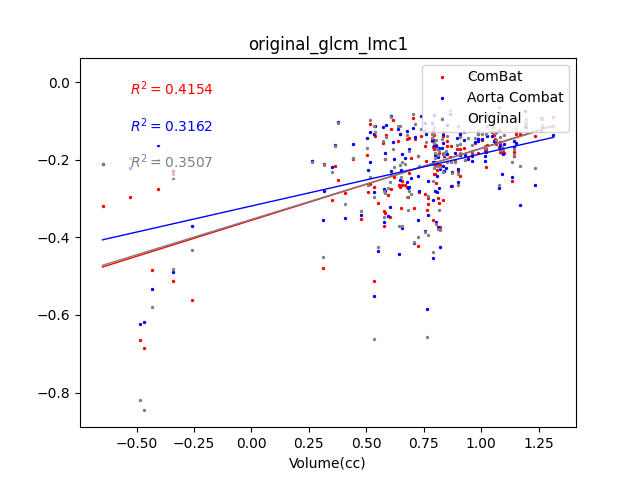 original_glcm_Imc1
0.0
−0.2
−0.4
−0.6
−0.8
R² = 0.4154
R² = 0.3162
R² = 0.3507
ComBat
Aorta Combat
Original
−0.50
−0.25
0.00
0.25
0.50
0.75
1.00
1.25
Volume(cc)